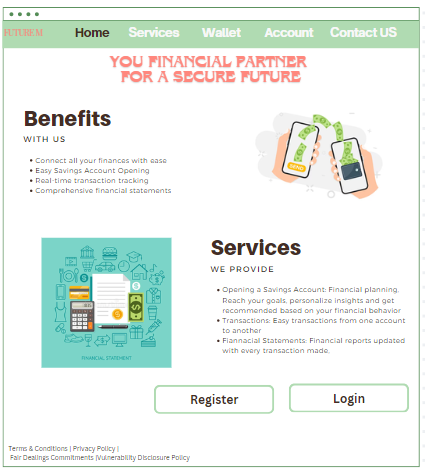 FUTURE M
Home Services Wallet Account Contact US
YOU FINANCIAL PARTNER
FOR A SECURE FUTURE
Benefits
WITH US
Connect all your finances with ease
Easy Savings Account Opening
Real-time transaction tracking
Comprehensive financial statements
SEND
FINANCIAL STATEMENT
Services
WE PROVIDE
Opening a Savings Account: Financial planning,
Reach your goals, personalize insights and get
recommended based on your financial behavior
Transactions: Easy transactions from one account
to another
Fiannacial Statements: Financial reports updated
with every transaction made.
Register Login
Terms & Conditions | Privacy Policy |
Fair Dealings Commitments |Vulnerability Disclosure Policy